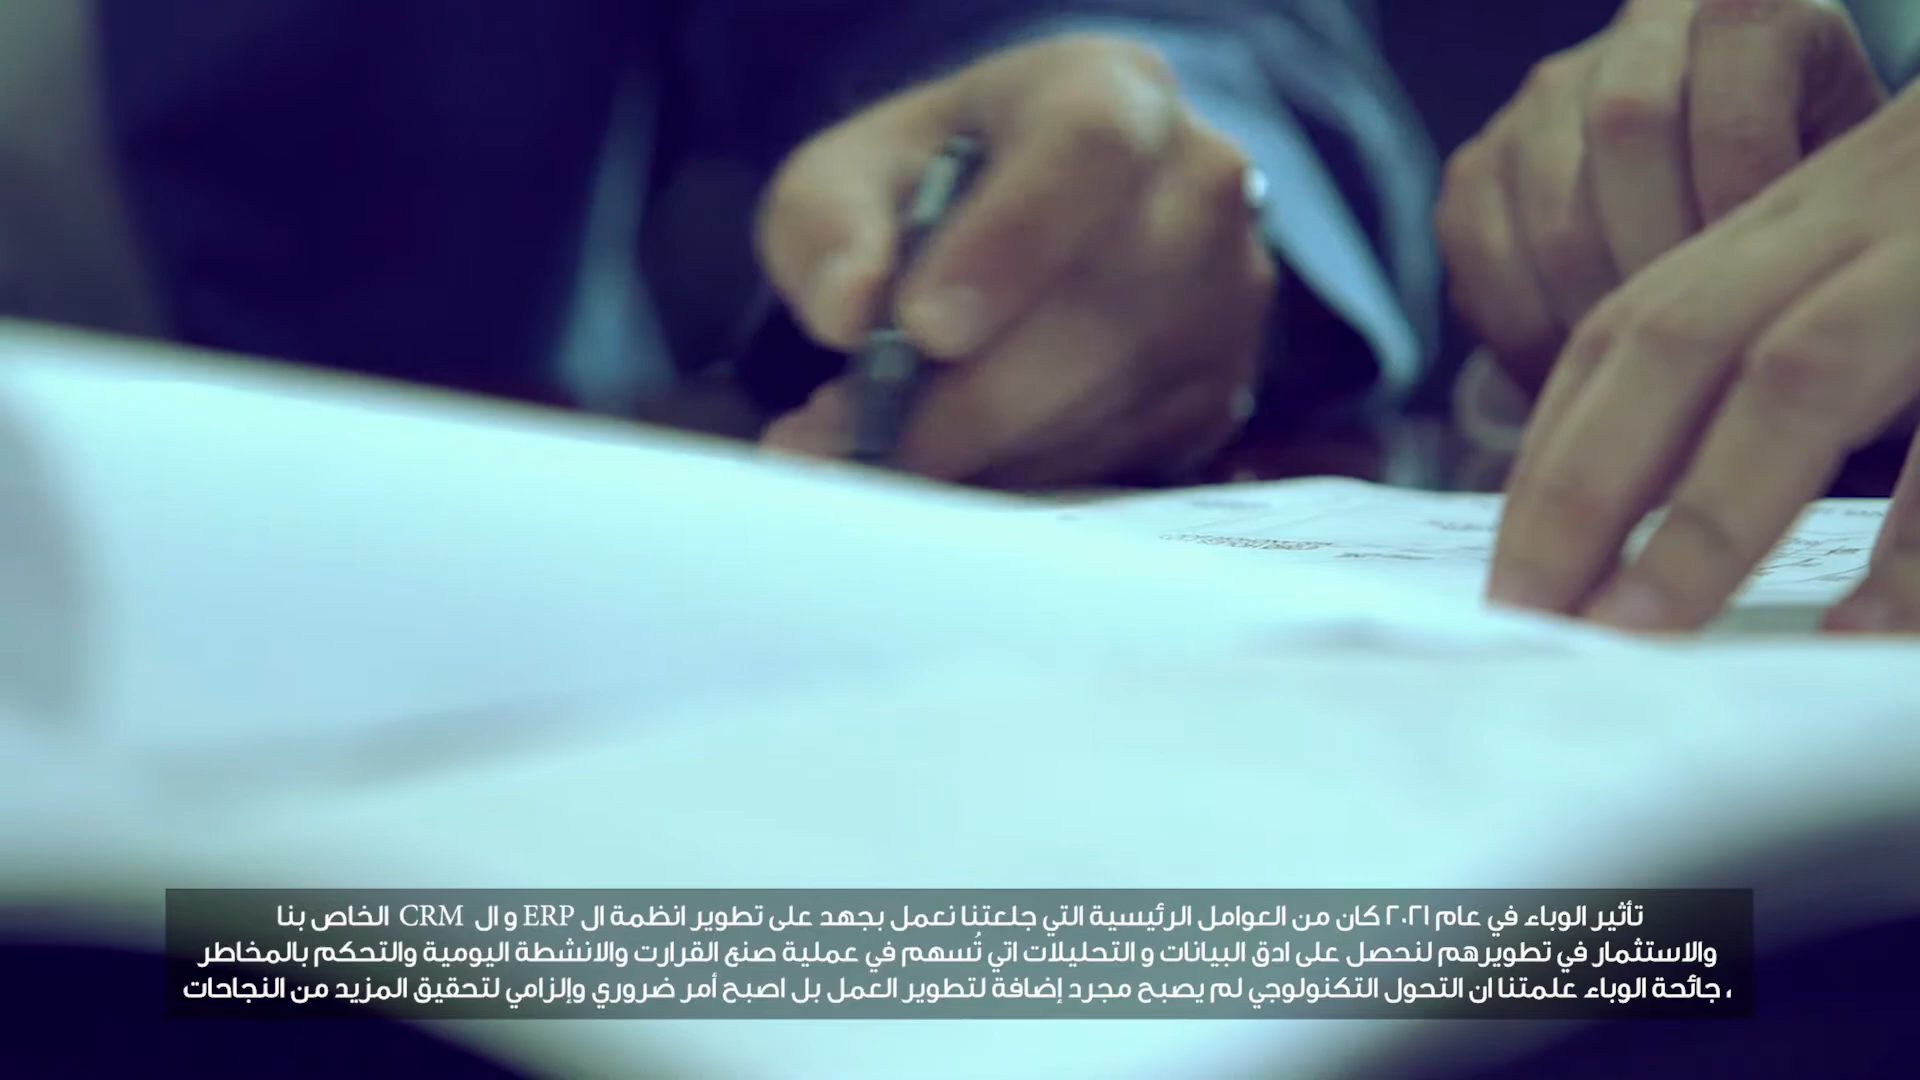 تأثير الوباء في عام ٢٠٢١ كان من العوامل الرئيسية التي جلعتنا نعمل بجهد على تطوير انظمة ال ERP و ال CRM الخاص بنا
والاستثمار في تطويرهم لنحصل على ادق البيانات و التحليلات اتي تُسهم في عملية صنع القرارت والانشطة اليومية والتحكم بالمخاطر
، جائحة الوباء علمتنا ان التحول التكنولوجي لم يصبح مجرد إضافة لتطوير العمل بل اصبح أمر ضروري وإلزامي لتحقيق المزيد من النجاحات